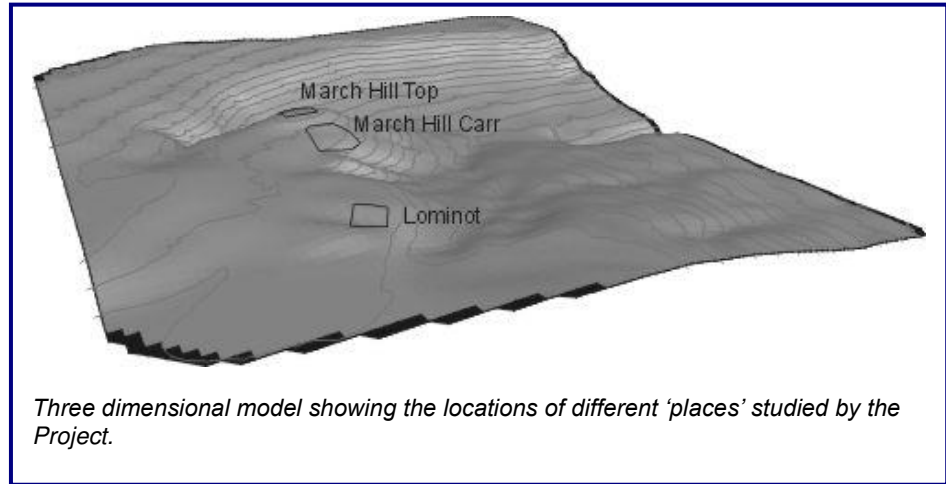 March Hill Top
March Hill Carr
Lominot
Three dimensional model showing the locations of different ‘places’ studied by the
Project.